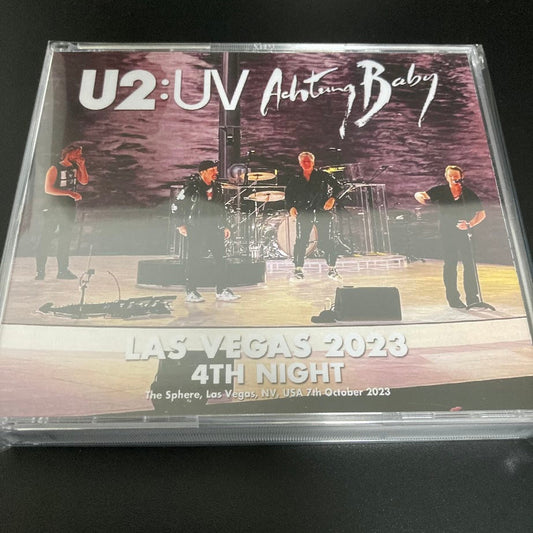 U2:UV Achtung Baby
LAS VEGAS 2023
4TH NIGHT
The Sphere, Las Vegas, NV, USA 7th October 2023